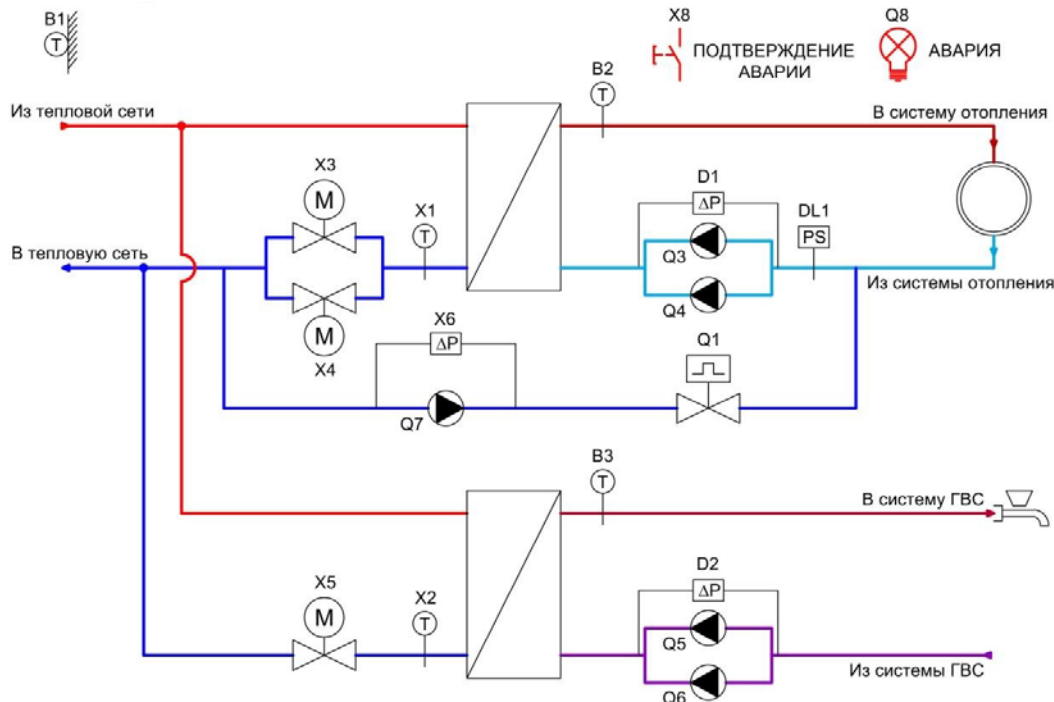 B1
T
X8
Q8
ПОДТВЕРЖДЕНИЕ
АВАРИИ
АВАРИЯ
B2
T
Из тепловой сети
В систему отопления
X3
M
X1
T
D1
ΔP
DL1
PS
Q3
В тепловую сеть
Из системы отопления
Q4
M
X4
X6
ΔP
Q1
Q7
B3
T
В систему ГВС
X5
M
X2
T
D2
ΔP
Q5
Из системы ГВС
Q6